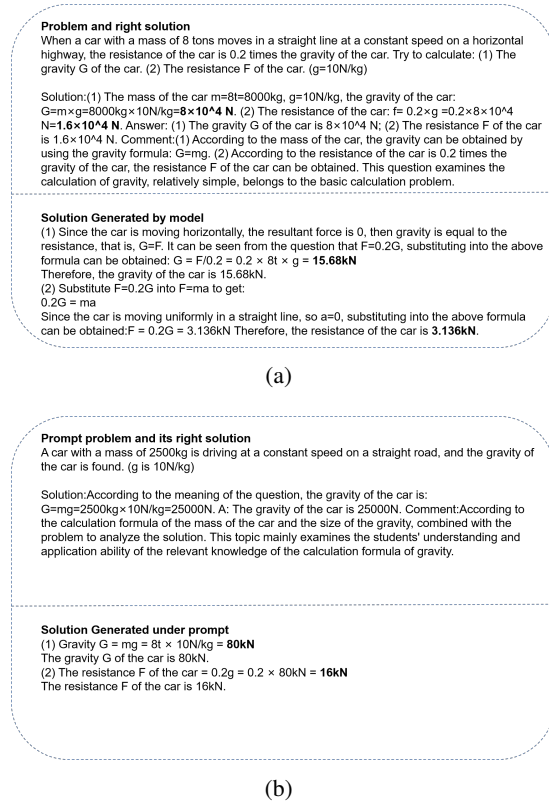 Problem and right solution
When a car with a mass of 8 tons moves in a straight line at a constant speed on a horizontal
highway, the resistance of the car is 0.2 times the gravity of the car. Try to calculate: (1) The
gravity G of the car. (2) The resistance F of the car. (g=10N/kg)
Solution:(1) The mass of the car m=8t=8000kg, g=10N/kg, the gravity of the car:
G=m×g=8000kg×10N/kg=8×10^4 N. (2) The resistance of the car: f= 0.2×g =0.2×8×10^4
N=1.6×10^4 N. Answer: (1) The gravity G of the car is 8×10^4 N; (2) The resistance F of the car
is 1.6×10^4 N. Comment:(1) According to the mass of the car, the gravity can be obtained by
using the gravity formula: G=mg. (2) According to the resistance of the car is 0.2 times the
gravity of the car, the resistance F of the car can be obtained. This question examines the
calculation of gravity, relatively simple, belongs to the basic calculation problem.
Solution Generated by model
(1) Since the car is moving horizontally, the resultant force is 0, then gravity is equal to the
resistance, that is, G=F. It can be seen from the question that F=0.2G, substituting into the above
formula can be obtained: G = F/0.2 = 0.2 × 8t × g = 15.68kN
Therefore, the gravity of the car is 15.68kN.
(2) Substitute F=0.2G into F=ma to get:
0.2G = ma
Since the car is moving uniformly in a straight line, so a=0, substituting into the above formula
can be obtained:F = 0.2G = 3.136kN Therefore, the resistance of the car is 3.136kN.
(a)
Prompt problem and its right solution
A car with a mass of 2500kg is driving at a constant speed on a straight road, and the gravity of
the car is found. (g is 10N/kg)
Solution:According to the meaning of the question, the gravity of the car is:
G=mg=2500kg×10N/kg=25000N. A: The gravity of the car is 25000N. Comment:According to
the calculation formula of the mass of the car and the size of the gravity, combined with the
problem to analyze the solution. This topic mainly examines the students' understanding and
application ability of the relevant knowledge of the calculation formula of gravity.
Solution Generated under prompt
(1) Gravity G = mg = 8t × 10N/kg = 80kN
The gravity G of the car is 80kN.
(2) The resistance F of the car = 0.2g = 0.2 × 80kN = 16kN
The resistance F of the car is 16kN.
(b)